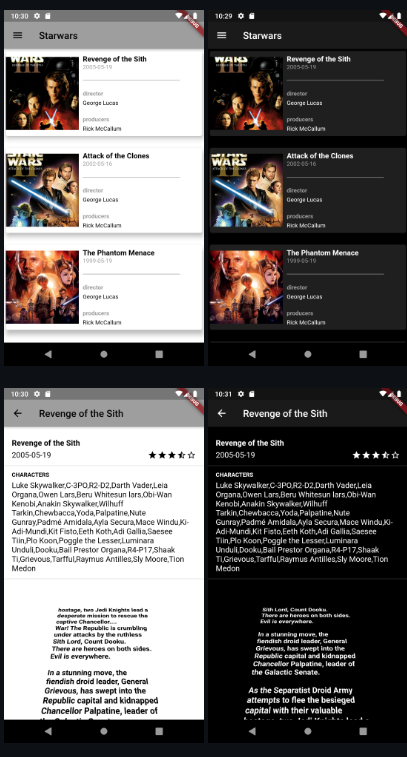 10:30
Starwars
Revenge of the Sith
2005-05-19
director
George Lucas
producers
Rick McCallum
Attack of the Clones
2002-05-16
director
George Lucas
producers
Rick McCallum
The Phantom Menace
1999-05-19
director
George Lucas
producers
Rick McCallum
10:29
Starwars
Revenge of the Sith
2005-05-19
director
George Lucas
producers
Rick McCallum
Attack of the Clones
2002-05-16
director
George Lucas
producers
Rick McCallum
The Phantom Menace
1999-05-19
director
George Lucas
producers
Rick McCallum
10:30
Revenge of the Sith
Revenge of the Sith
2005-05-19
CHARACTERS
Luke Skywalker,C-3PO,R2-D2,Darth Vader,Leia
Organa,Owen Lars,Beru Whitesun lars,Obi-Wan
Kenobi,Anakin Skywalker,Wilhuff
Tarkin,Chewbacca,Yoda,Palpatine,Nute
Gunray,Padmé Amidala,Ayla Secura,Mace Windu,Ki-
Adi-Mundi,Kit Fisto,Eeth Koth,Adi Gallia,Saesee
Tiin,Plo Koon,Poggle the Lesser,Luminara
Unduli,Dooku,Bail Prestor Organa,R4-P17,Shaak
Ti,Grievous,Tarfful,Raymus Antilles,Sly Moore,Tion
Medon
hostage, two Jedi Knights lead a
desperate mission to rescue the
captive Chancellor....
War! The Republic is crumbling
under attacks by the ruthless
Sith Lord, Count Dooku.
There are heroes on both sides.
Evil is everywhere.
In a stunning move, the
fiendish droid leader, General
Grievous, has swept into the
Republic capital and kidnapped
Chancellor Palpatine, leader of
10:31
Revenge of the Sith
Revenge of the Sith
2005-05-19
CHARACTERS
Luke Skywalker,C-3PO,R2-D2,Darth Vader,Leia
Organa,Owen Lars,Beru Whitesun lars,Obi-Wan
Kenobi,Anakin Skywalker,Wilhuff
Tarkin,Chewbacca,Yoda,Palpatine,Nute
Gunray,Padmé Amidala,Ayla Secura,Mace Windu,Ki-
Adi-Mundi,Kit Fisto,Eeth Koth,Adi Gallia,Saesee
Tiin,Plo Koon,Poggle the Lesser,Luminara
Unduli,Dooku,Bail Prestor Organa,R4-P17,Shaak
Ti,Grievous,Tarfful,Raymus Antilles,Sly Moore,Tion
Medon
Sith Lord, Count Dooku.
There are heroes on both sides.
Evil is everywhere.
In a stunning move, the
fiendish droid leader, General
Grievous, has swept into the
Republic capital and kidnapped
Chancellor Palpatine, leader of
the Galactic Senate.
As the Separatist Droid Army
attempts to flee the besieged
capital with their valuable